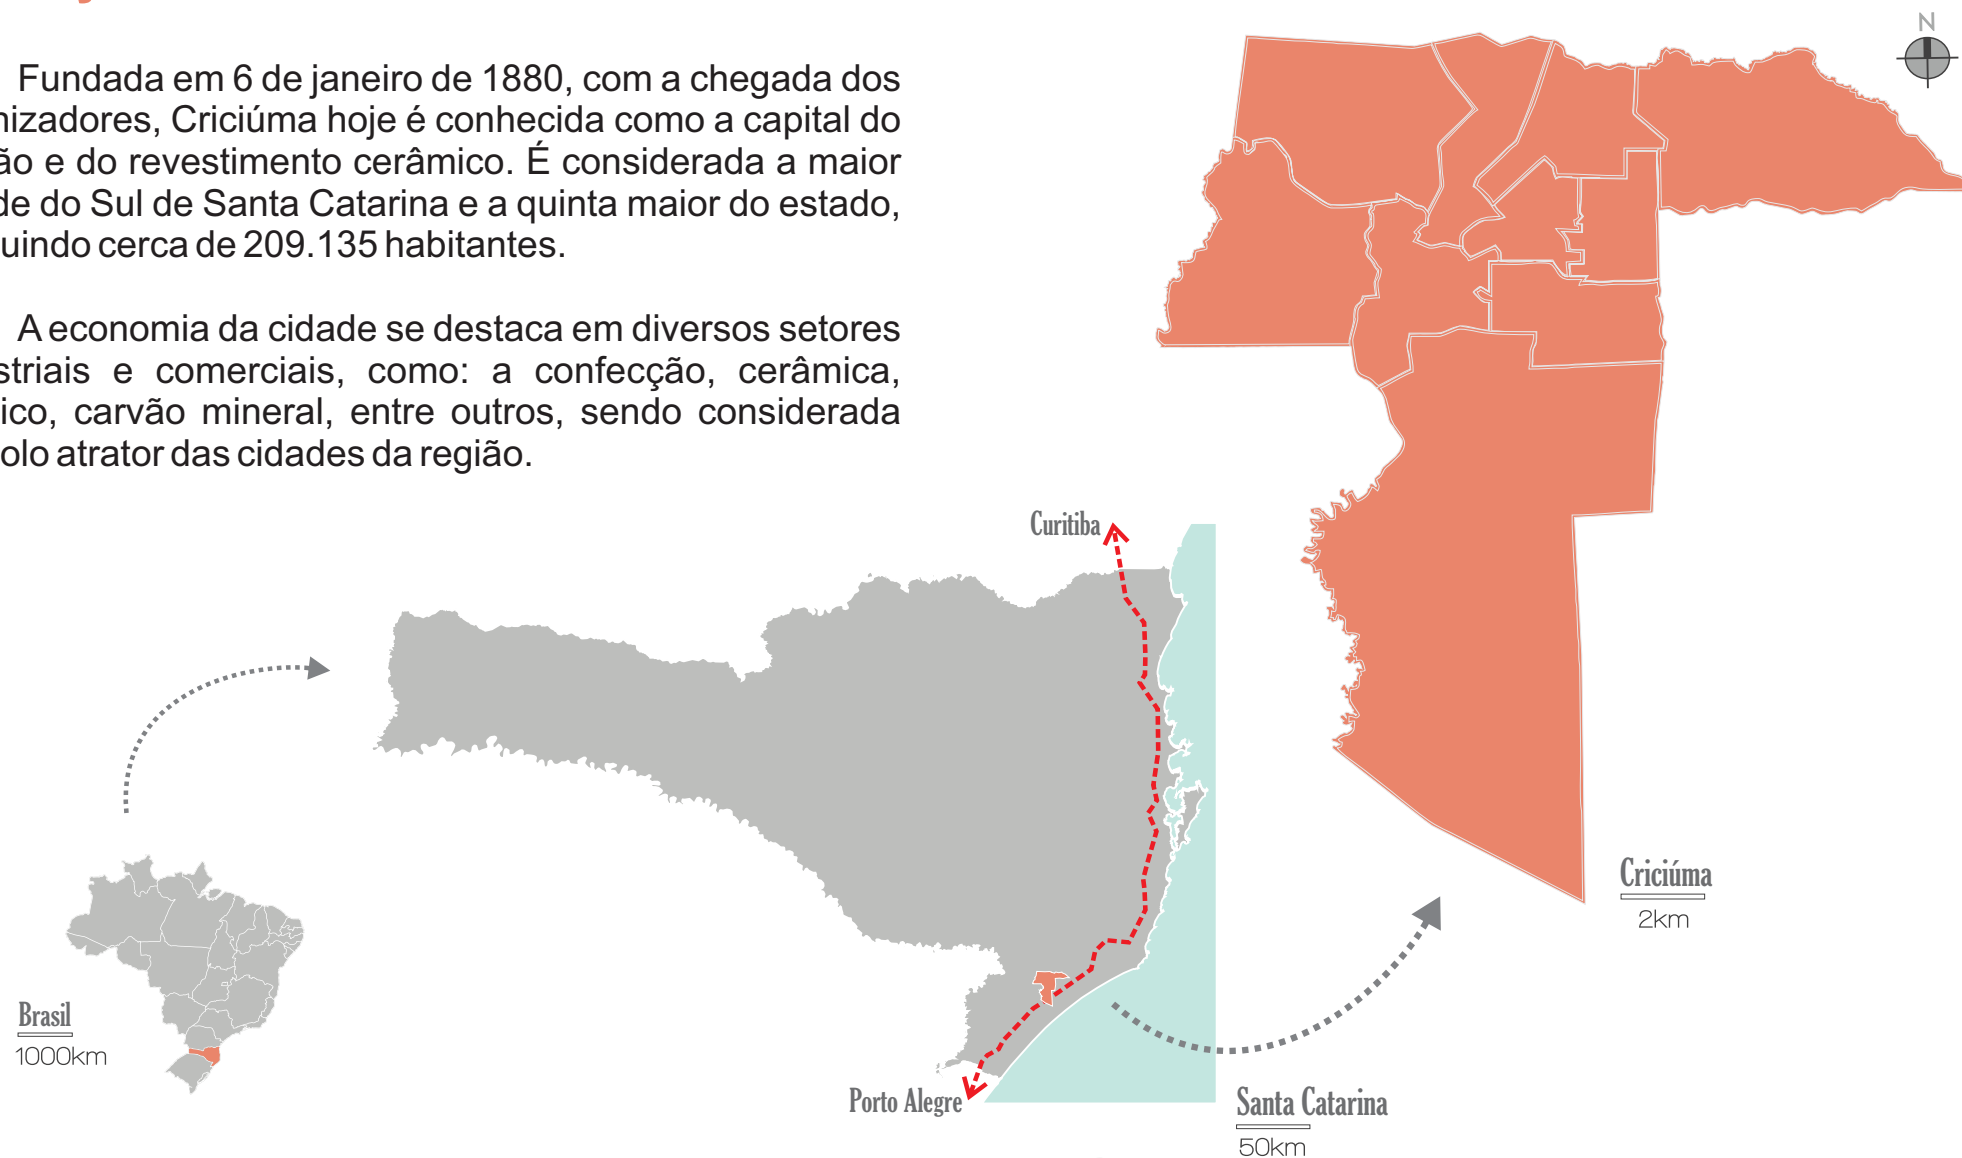 Fundada em 6 de janeiro de 1880, com a chegada dos
nizadores, Criciúma hoje é conhecida como a capital do
ão e do revestimento cerâmico. É considerada a maior
de do Sul de Santa Catarina e a quinta maior do estado,
uindo cerca de 209.135 habitantes.
A economia da cidade se destaca em diversos setores
striais e comerciais, como: a confecção, cerâmica,
ico, carvão mineral, entre outros, sendo considerada
olo atrator das cidades da região.
N
Curitiba
Criciúma
2km
Brasil
1000km
Porto Alegre
Santa Catarina
50km